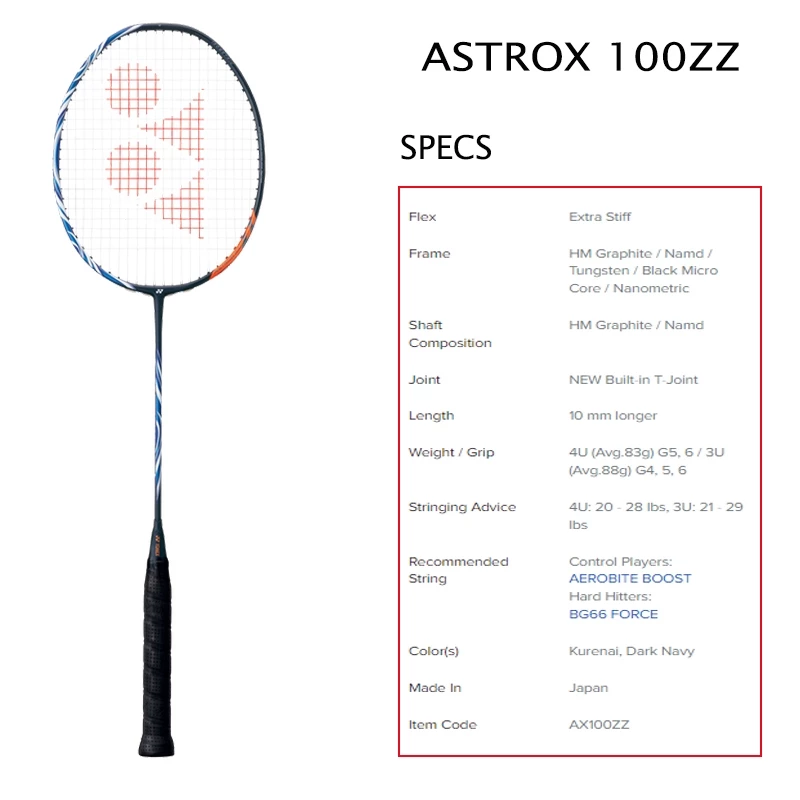 ASTROX 100ZZ
SPECS
Flex Extra Stiff
Frame HM Graphite / Namd /
Tungsten / Black Micro
Core / Nanometric
Shaft HM Graphite / Namd
Composition
Joint NEW Built-in T-Joint
Length 10 mm longer
Weight / Grip 4U (Avg.83g) G5, 6 / 3U
(Avg.88g) G4, 5, 6
Stringing Advice 4U: 20 - 28 lbs, 3U: 21 - 29
lbs
Recommended Control Players:
String AEROBITE BOOST
Hard Hitters:
BG66 FORCE
Color(s) Kurenai, Dark Navy
Made In Japan
Item Code AX100ZZ